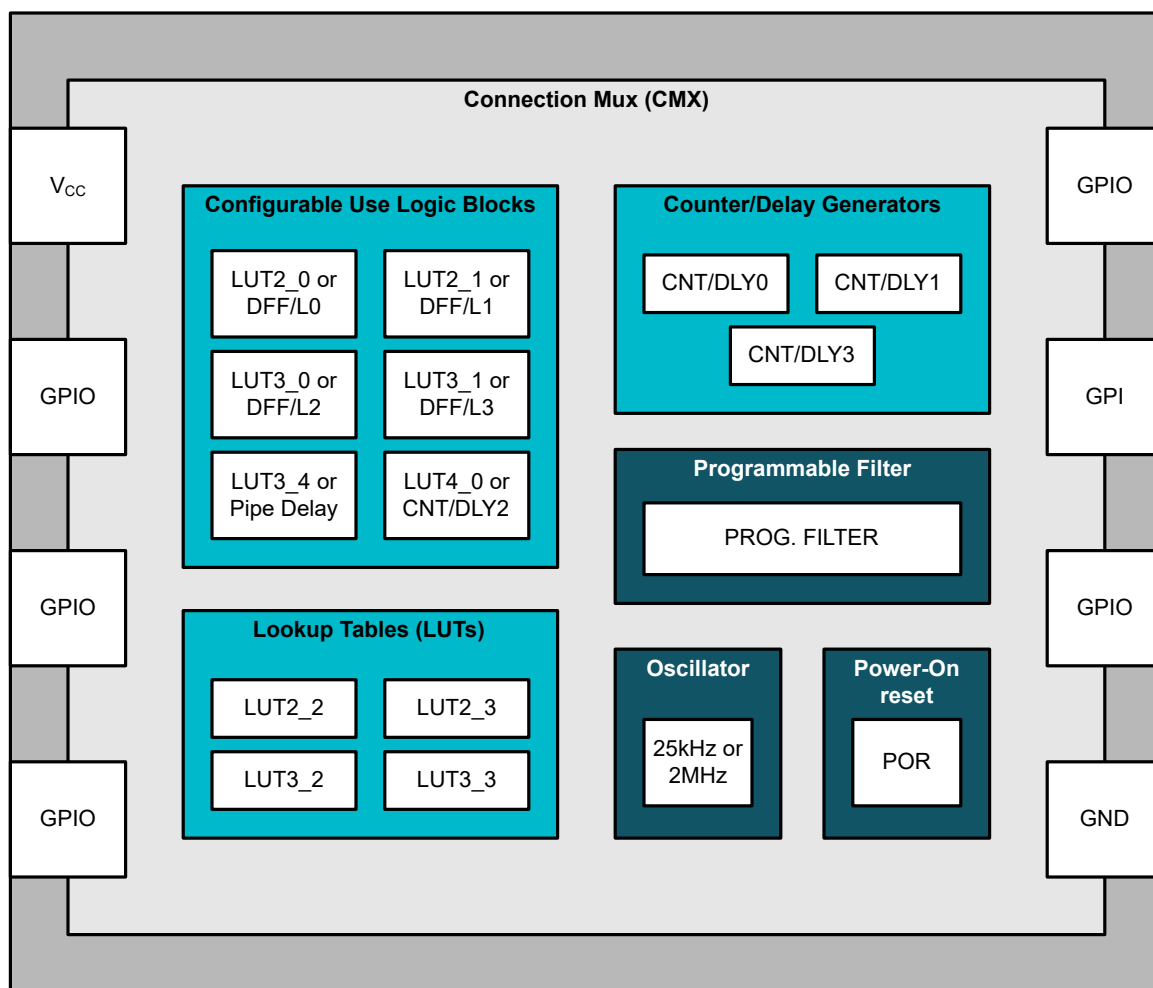 Connection Mux (CMX)
VCC
GPIO
GPIO
GPIO
Configurable Use Logic Blocks
LUT2_0 or
DFF/L0
LUT2_1 or
DFF/L1
LUT3_0 or
DFF/L2
LUT3_1 or
DFF/L3
LUT3_4 or
Pipe Delay
LUT4_0 or
CNT/DLY2
Lookup Tables (LUTs)
LUT2_2
LUT2_3
LUT3_2
LUT3_3
Counter/Delay Generators
CNT/DLY0
CNT/DLY1
CNT/DLY3
Programmable Filter
PROG. FILTER
Oscillator
25kHz or
2MHz
Power-On
reset
POR
GPIO
GPI
GPIO
GND